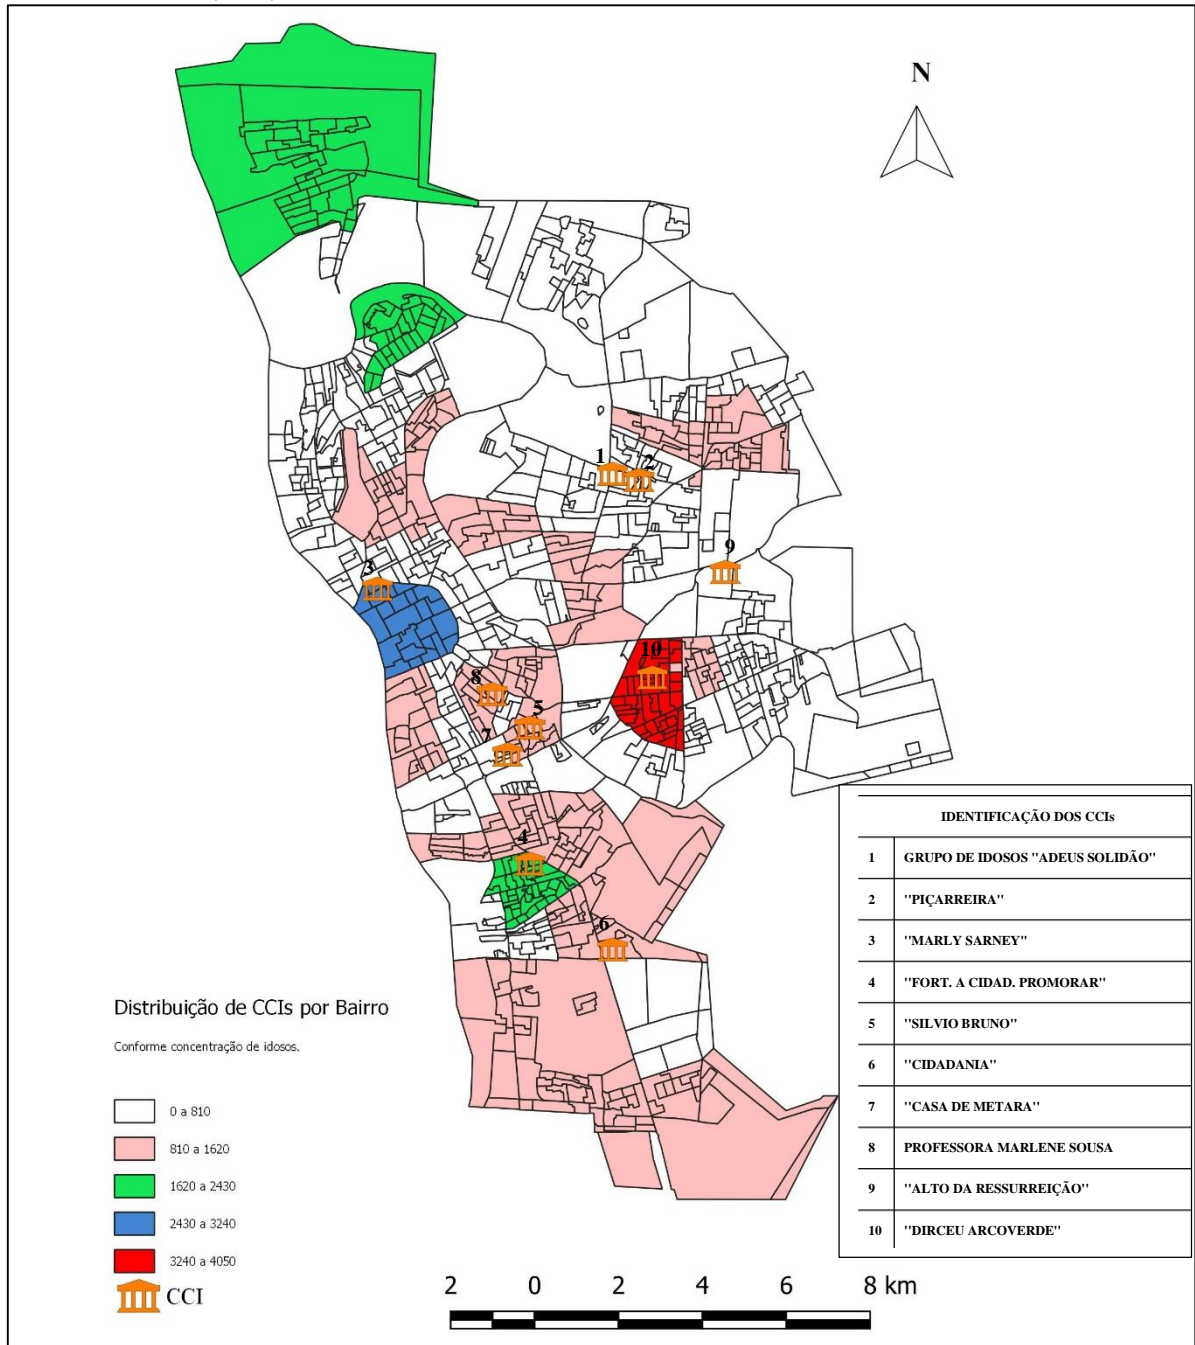 N
1
2
9
3
10
8
5
7
4
6
IDENTIFICAÇÃO DOS CCIs
1 GRUPO DE IDOSOS "ADEUS SOLIDÃO"
2 "PIÇARREIRA"
3 "MARLY SARNEY"
4 "FORT. A CIDAD. PROMORAR"
5 "SILVIO BRUNO"
6 "CIDADANIA"
7 "CASA DE METARA"
8 PROFESSORA MARLENE SOUSA
9 "ALTO DA RESSURREIÇÃO"
10 "DIRCEU ARCOVERDE"
Distribuição de CCIs por Bairro
Conforme concentração de idosos.
0 a 810
810 a 1620
1620 a 2430
2430 a 3240
3240 a 4050
CCI
2 0 2 4 6 8 km